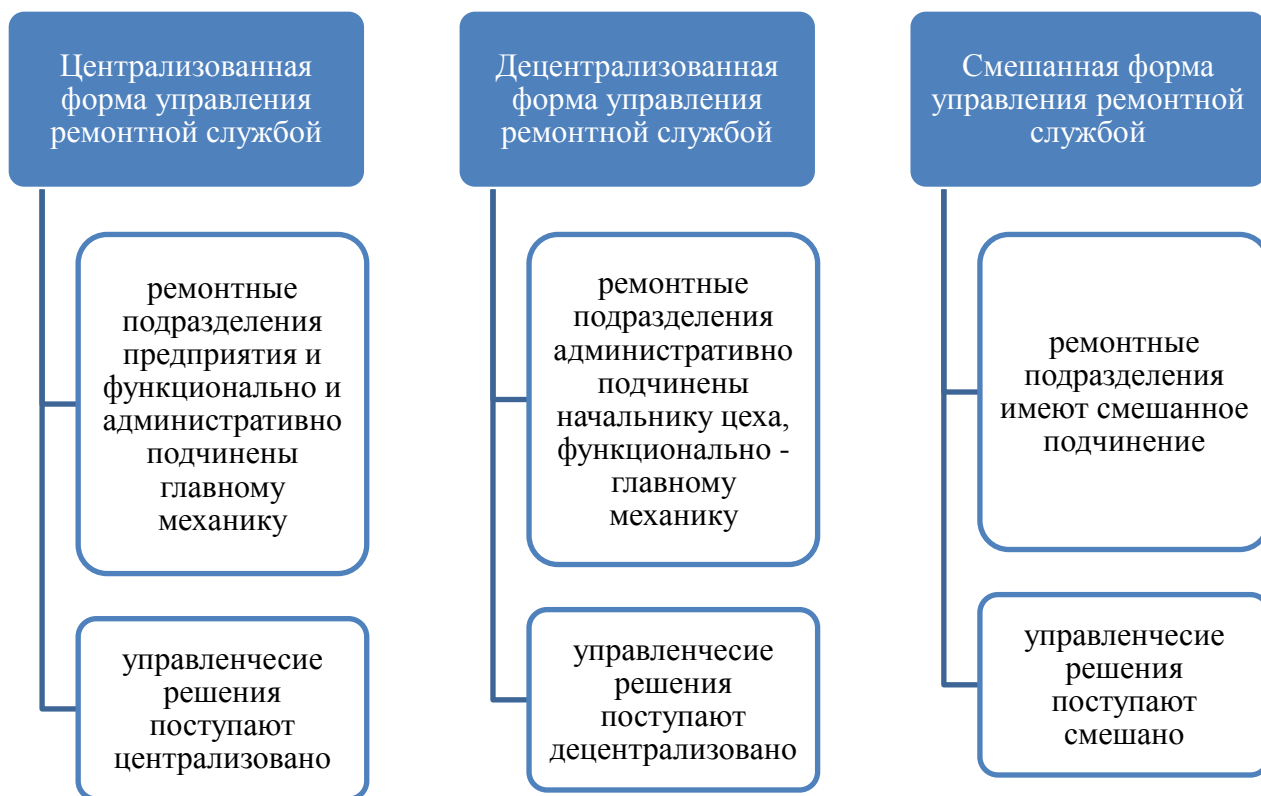 Централизованная
форма управления
ремонтной службой
ремонтные
подразделения
предприятия и
функционально и
административно
подчинены
главному
механику
управленчесие
решения
поступают
централизовано
Децентрализованная
форма управления
ремонтной службой
ремонтные
подразделения
административно
подчинены
начальнику цеха,
функционально -
главному
механику
управленчесие
решения
поступают
децентрализовано
Смешанная форма
управления ремонтной
службой
ремонтные
подразделения
имеют смешанное
подчинение
управленчесие
решения
поступают
смешано